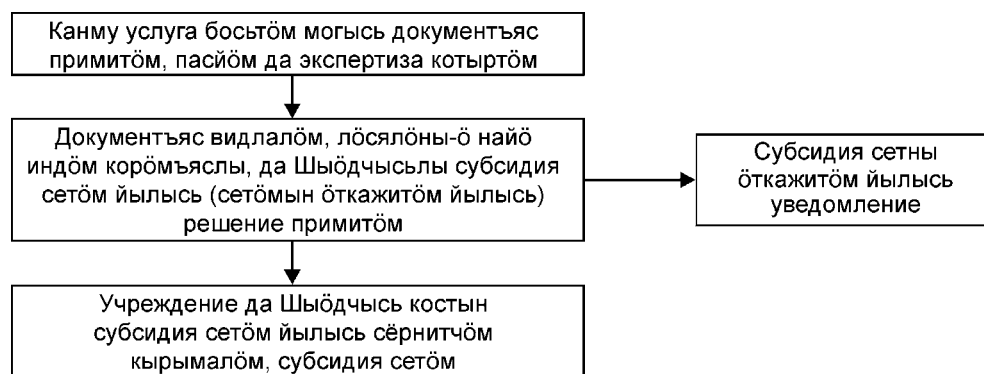 Канму услуга босьтӧм могысь документъяс
примитӧм, пасйӧм да экспертиза котыртӧм
Документъяс видлалӧм, лӧсялӧны-ӧ найӧ
индӧм корӧмъяслы, да Шыӧдчысьлы субсидия
сетӧм йылысь (сетӧмын ӧткажитӧм йылысь)
решение примитӧм
Субсидия сетны
ӧткажитӧм йылысь
уведомление
Учреждение да Шыӧдчысь костын
субсидия сетӧм йылысь сёрнитчӧм
кырымалӧм, субсидия сетӧм